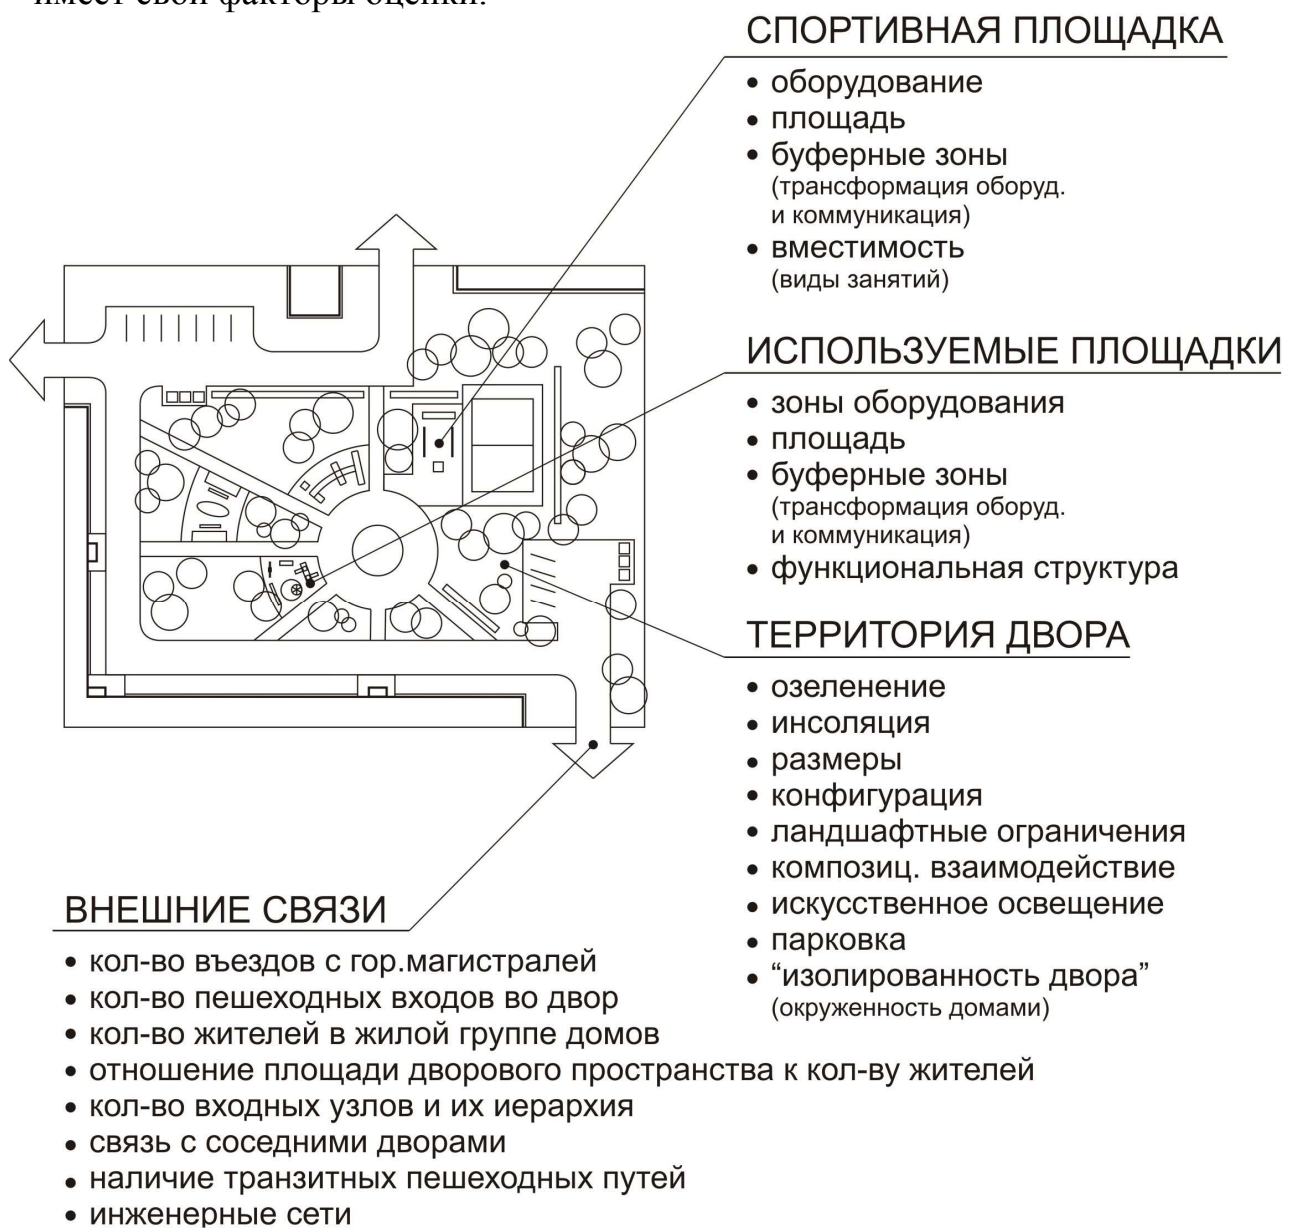 имеет свои факторы оценки.
СПОРТИВНАЯ ПЛОЩАДКА
• оборудование
• площадь
• буферные зоны
(трансформация оборуд.
и коммуникация)
• вместимость
(виды занятий)
ИСПОЛЬЗУЕМЫЕ ПЛОЩАДКИ
• зоны оборудования
• площадь
• буферные зоны
(трансформация оборуд.
и коммуникация)
• функциональная структура
ТЕРРИТОРИЯ ДВОРА
• озеленение
• инсоляция
• размеры
• конфигурация
• ландшафтные ограничения
• композиц. взаимодействие
• искусственное освещение
• парковка
• “изолированность двора”
(окруженность домами)
ВНЕШНИЕ СВЯЗИ
• кол-во въездов с гор.магистралей
• кол-во пешеходных входов во двор
• кол-во жителей в жилой группе домов
• отношение площади дворового пространства к кол-ву жителей
• кол-во входных узлов и их иерархия
• связь с соседними дворами
• наличие транзитных пешеходных путей
• инженерные сети